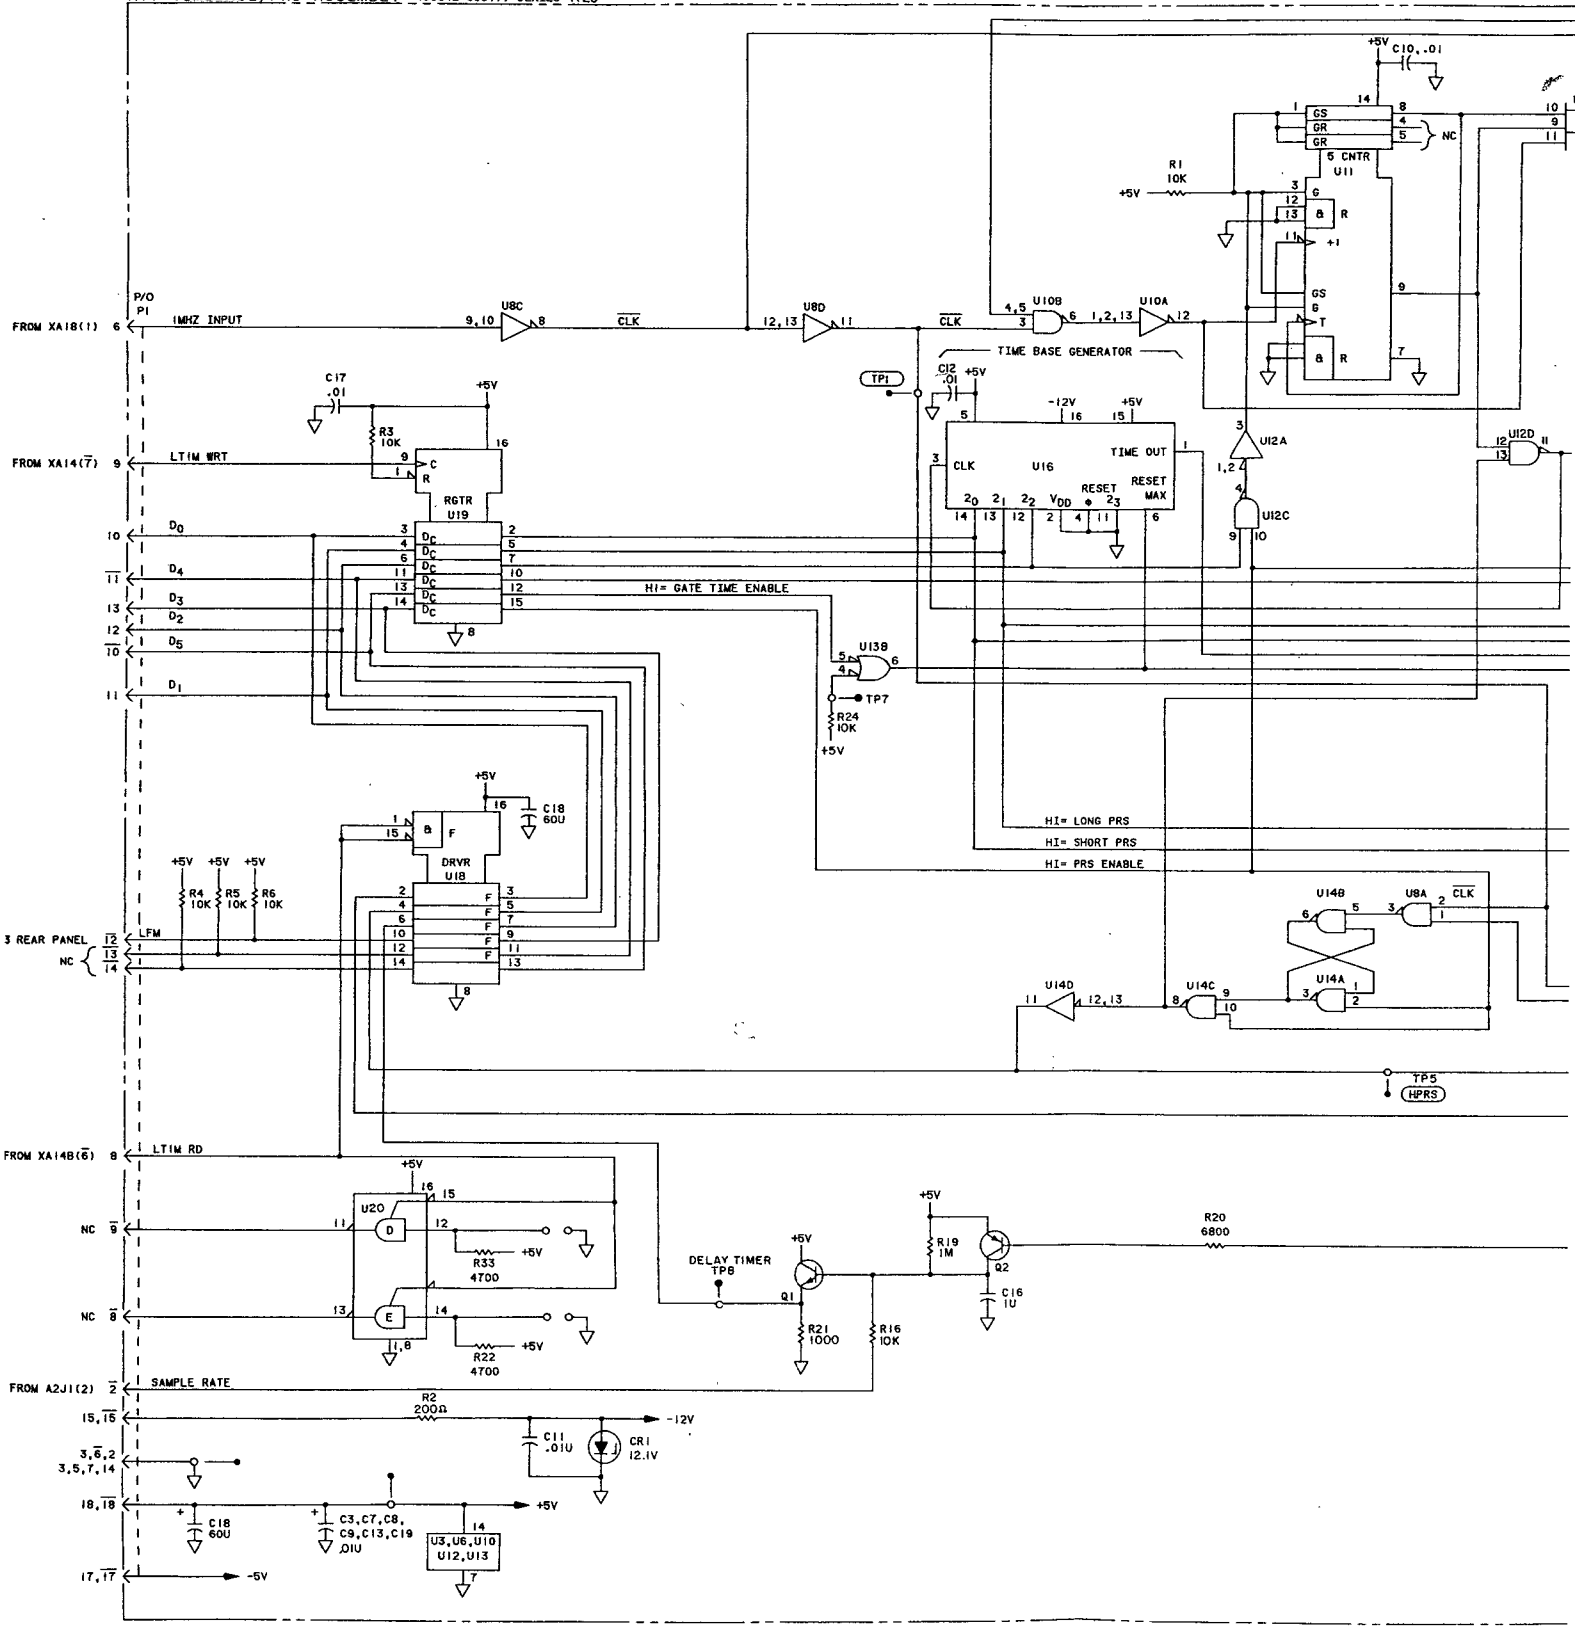 +5V
C10,.01
14
1
GS
8
10
GR
4
9
GR
5
NC
11
5 CNTR
U11
R1
10K
+5V
3
G
12
13
&
R
11
+1
GS
9
G
T
&
R
7
P/O
P1
FROM XA18(1)
6
1MHZ INPUT
9,10
U8C
8
CLK
12,13
U8D
11
CLK
4,5
3
U10B
6
1,2,13
U10A
12
TIME BASE GENERATOR
TP1
C12
.01
+5V
-12V
+5V
5
16
15
3
CLK
U16
TIME OUT
1
RESET
RESET
MAX
20
21
22
VDD
23
14
13
12
2
4
11
6
3
U12A
1,2
4
U12C
9
10
12
13
U12D
11
C17
.01
+5V
R3
10K
16
FROM XA14(7)
9
LTIM WRT
9
C
1
R
RGTR
U19
10
D0
3
DC
2
4
DC
5
6
DC
7
11
D4
11
DC
10
13
DC
12
HI= GATE TIME ENABLE
13
D3
14
DC
15
12
D2
8
10
D5
11
D1
5
4
U13B
6
TP7
R24
10K
+5V
+5V
16
C18
60U
1
15
&
F
DRVR
U18
HI= LONG PRS
HI= SHORT PRS
HI= PRS ENABLE
+5V
+5V
+5V
R4
10K
R5
10K
R6
10K
2
F
3
4
F
5
6
F
7
10
F
9
12
F
11
14
13
8
3 REAR PANEL
12
LFM
NC
13
14
U14B
6
5
U8A
3
2
1
CLK
U14A
3
1
2
U14C
8
9
10
U14D
11
12,13
TP5
HPRS
FROM XA14B(6)
8
LTIM RD
+5V
16
15
U20
NC
9
11
D
12
R33
4700
+5V
NC
8
13
E
14
R22
4700
+5V
1,8
DELAY TIMER
TP8
+5V
Q1
R21
1000
R16
10K
+5V
R19
1M
Q2
C16
1U
R20
6800
FROM A2J1(2)
2
SAMPLE RATE
15,15
R2
200Ω
-12V
C11
.01U
CR1
12.1V
3,6,2
3,5,7,14
18,18
+5V
+
C18
60U
+
C3,C7,C8,
C9,C13,C19
.01U
14
U3,U6,U10
U12,U13
7
17,17
-5V